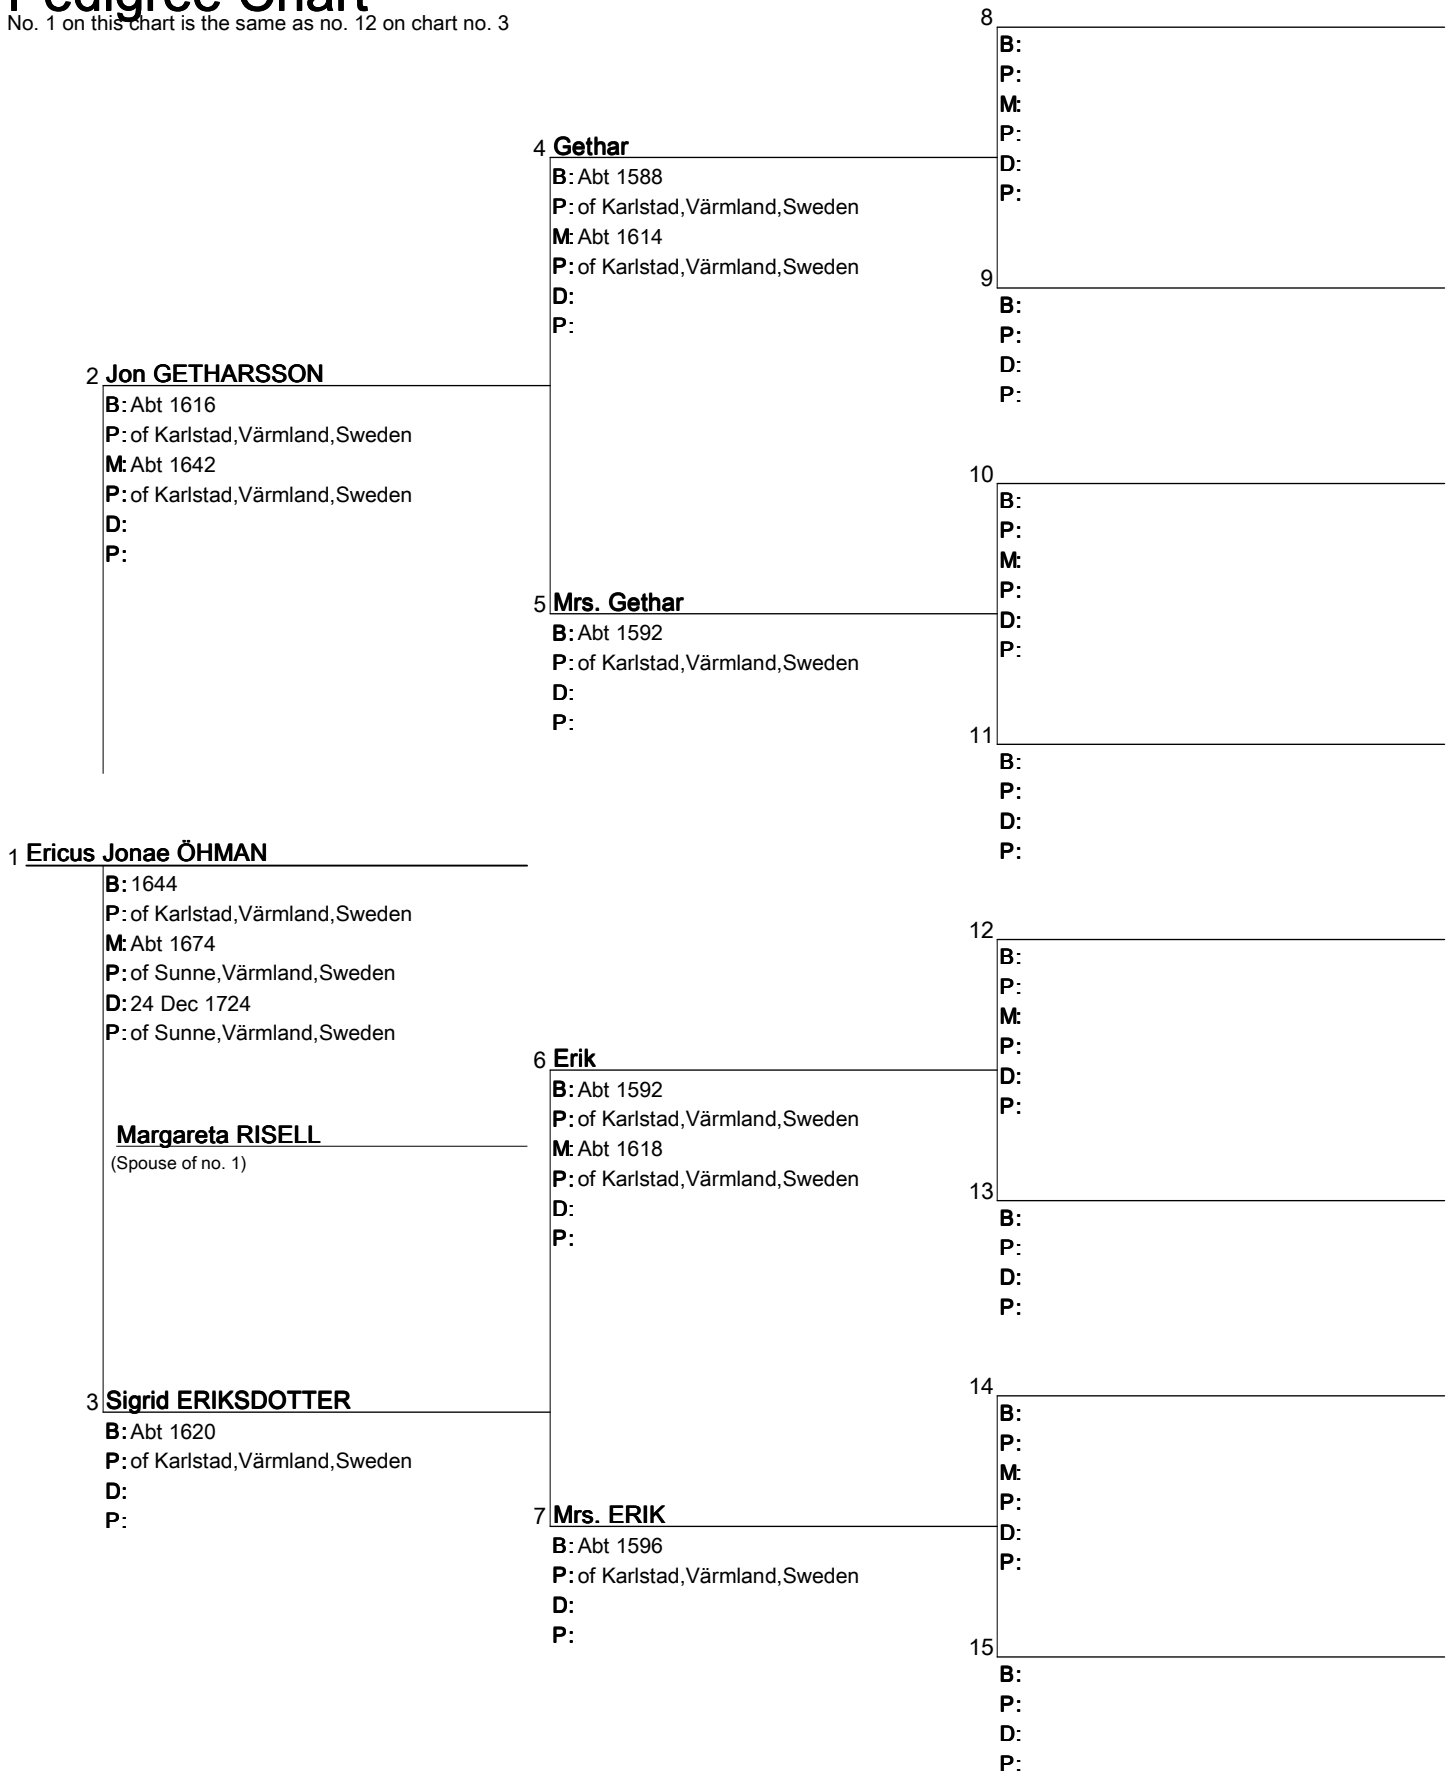 Pedigree Chart
No. 1 on this chart is the same as no. 12 on chart no. 3
8
B:
P:
M:
P:
D:
P:
4 Gethar
B: Abt 1588
P: of Karlstad,Värmland,Sweden
M: Abt 1614
P: of Karlstad,Värmland,Sweden
D:
P:
9
B:
P:
D:
P:
2 Jon GETHARSSON
B: Abt 1616
P: of Karlstad,Värmland,Sweden
M: Abt 1642
P: of Karlstad,Värmland,Sweden
D:
P:
10
B:
P:
M:
P:
D:
P:
5 Mrs. Gethar
B: Abt 1592
P: of Karlstad,Värmland,Sweden
D:
P:
11
B:
P:
D:
P:
1 Ericus Jonae ÖHMAN
B: 1644
P: of Karlstad,Värmland,Sweden
M: Abt 1674
P: of Sunne,Värmland,Sweden
D: 24 Dec 1724
P: of Sunne,Värmland,Sweden
Margareta RISELL
(Spouse of no. 1)
12
B:
P:
M:
P:
D:
P:
6 Erik
B: Abt 1592
P: of Karlstad,Värmland,Sweden
M: Abt 1618
P: of Karlstad,Värmland,Sweden
D:
P:
13
B:
P:
D:
P:
3 Sigrid ERIKSDOTTER
B: Abt 1620
P: of Karlstad,Värmland,Sweden
D:
P:
14
B:
P:
M:
P:
D:
P:
7 Mrs. ERIK
B: Abt 1596
P: of Karlstad,Värmland,Sweden
D:
P:
15
B:
P:
D:
P: